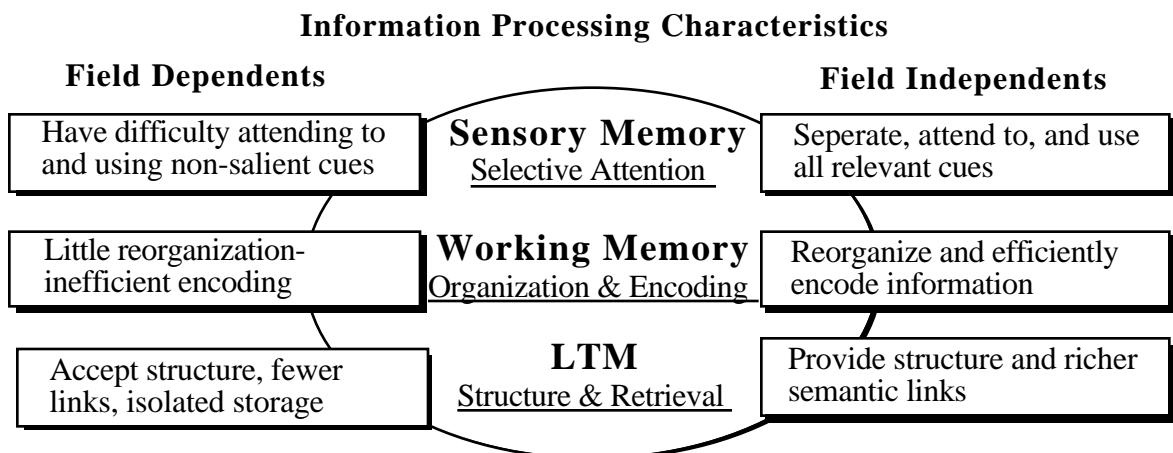 Information Processing Characteristics
Field Dependents
Field Independents
Have difficulty attending to
and using non-salient cues
Sensory Memory
Selective Attention
Seperate, attend to, and use
all relevant cues
Little reorganization-
inefficient encoding
Working Memory
Organization & Encoding
Reorganize and efficiently
encode information
Accept structure, fewer
links, isolated storage
LTM
Structure & Retrieval
Provide structure and richer
semantic links